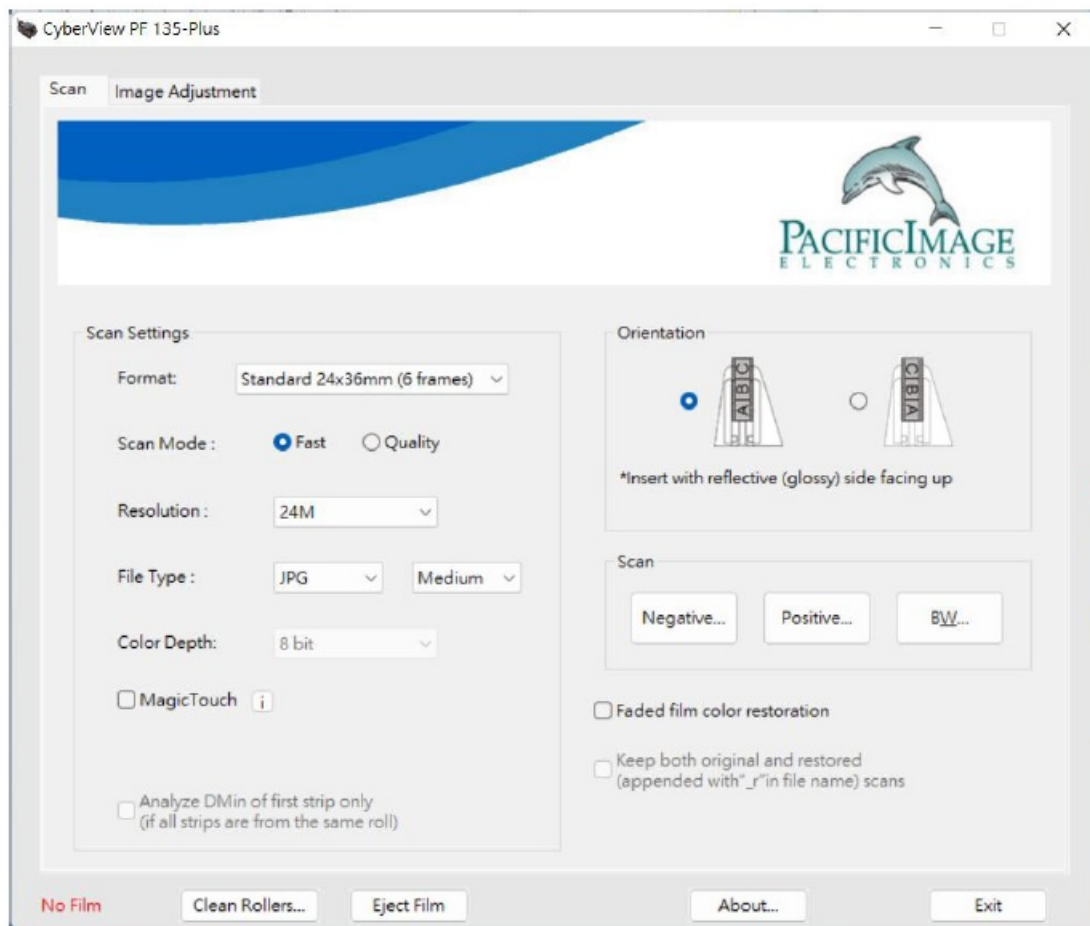 CyberView PF 135-Plus
Scan
Image Adjustment
PACIFICIMAGE
ELECTRONICS
Scan Settings
Format:
Standard 24x36mm (6 frames)
Scan Mode :
Fast
Quality
Resolution :
24M
File Type :
JPG
Medium
Color Depth:
8 bit
MagicTouch
i
Analyze DMin of first strip only
(if all strips are from the same roll)
Orientation
A B C
C B A
*Insert with reflective (glossy) side facing up
Scan
Negative...
Positive...
BW...
Faded film color restoration
Keep both original and restored
(appended with"_r"in file name) scans
No Film
Clean Rollers...
Eject Film
About...
Exit